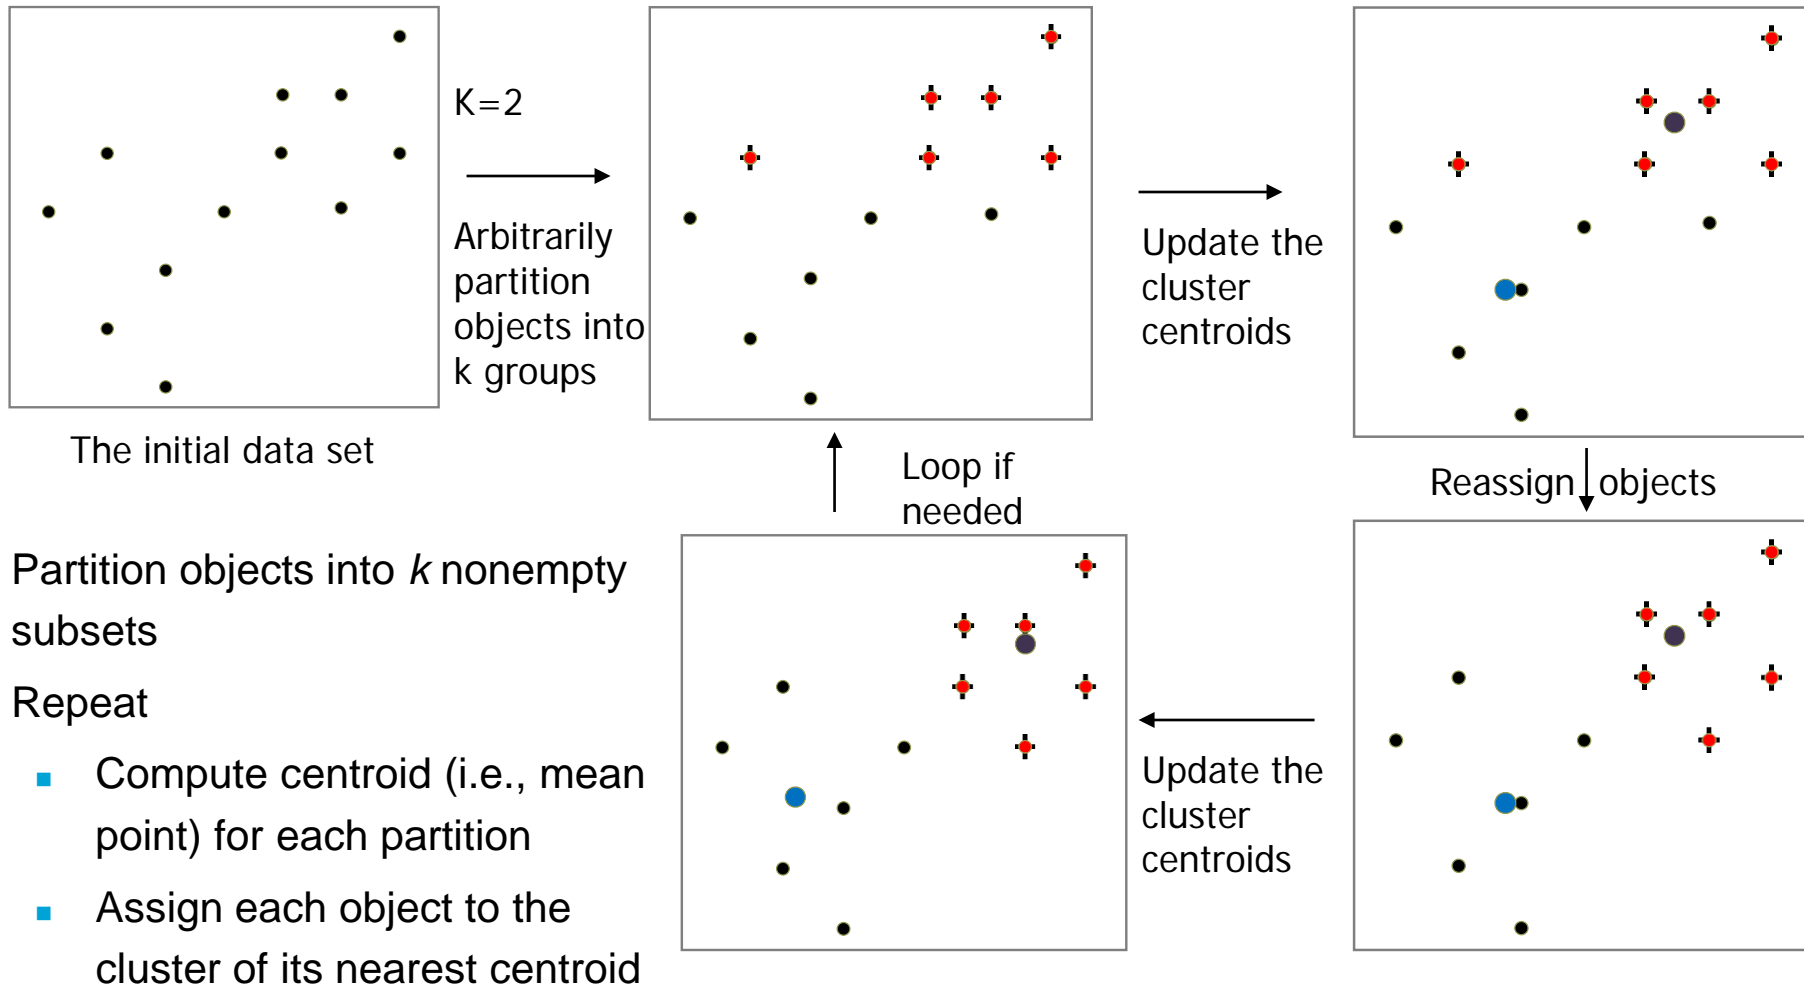 K=2
Arbitrarily
partition
objects into
k groups
Update the
cluster
centroids
The initial data set
Loop if
needed
Reassign objects
Partition objects into k nonempty
subsets
Repeat
▪ Compute centroid (i.e., mean
point) for each partition
▪ Assign each object to the
cluster of its nearest centroid
Update the
cluster
centroids